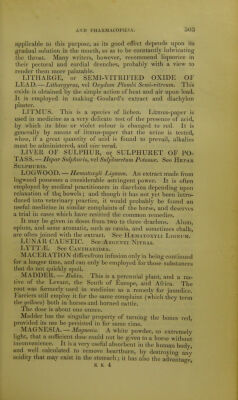 AND PHARMACOPŒIA. 503
applicable to this purpose, as its good effect depends upon its
gradual solution in the mouth, so as to be constantly lubricating
the throat. Many writers, however, recommend liquorice in
their pectoral and cordial drenches, probably with a view to
render them more palatable.
LITHARGE, or SEMI-VITRIFIED OXIDE OF
LEAD.—Lithargyrus, vel Oxydum Plumbi Semi-vitreum. This
oxide is obtained by the simple action of heat and air upon lead.
It is employed in making Goulard's extract and diachylon
plaster.
LITMUS. This is a species of lichen. Litmus-paper is
used in medicine as a very delicate test of the presence of acid,
by which its blue or violet colour is changed to red. It is
generally by means of litmus-paper that the urine is tested,
when, if a great quantity of acid is found to prevail, alkalies
must be administered, and vice versâ.
LIVER OF SULPHUR, or SULPHURET OF POTASS.—Hepar Sulphuris,
vel Sulphuretum Potassæ. See HEPAR
SULPHURIS.
LOGWOOD.—Hæmatoxyli Lignum. An extract made from
logwood possesses a considerable astringent power. It is often
employed by medical practitioners in diarrhœa depending upon
relaxation of the bowels; and though it has not yet been introduced
into veterinary practice, it would probably be found an
useful medicine in similar complaints of the horse, and deserves
a trial in cases which have resisted the common remedies.
It may be given in doses from two to three drachms. Alum,
opium, and some aromatic, such as cassia, and sometimes chalk,
are often joined with the extract. See HÆMATOXYLI LIGNUM.
LUNAR CAUSTIC. See ARGENTI NITRAS.
LYTTÆ. See CANTHARIDES.
MACERATION differs from infusion only in being continued
for a longer time, and can only be employed for those substances
that do not quickly spoil.
MADDER.—Rubia. This is a perennial plant, and a native
of the Levant, the South of Europe, and Africa. The
root was formerly used in medicine as a remedy for jaundice.
Farriers still employ it for the same complaint (which they term
the yellows) both in horses and horned cattle.
The dose is about one ounce.
Madder has the singular property of turning the bones red,
provided its use be persisted in for some time.
MAGNESIA.—Magnesia. A white powder, so extremely
light, that a sufficient dose could not be given to a horse without
inconvenience. It is very useful absorbent in the human body,
and well calculated to remove heartburn, by destroying any
acidity that may exist in the stomach; it has also the advantage,
K K 4